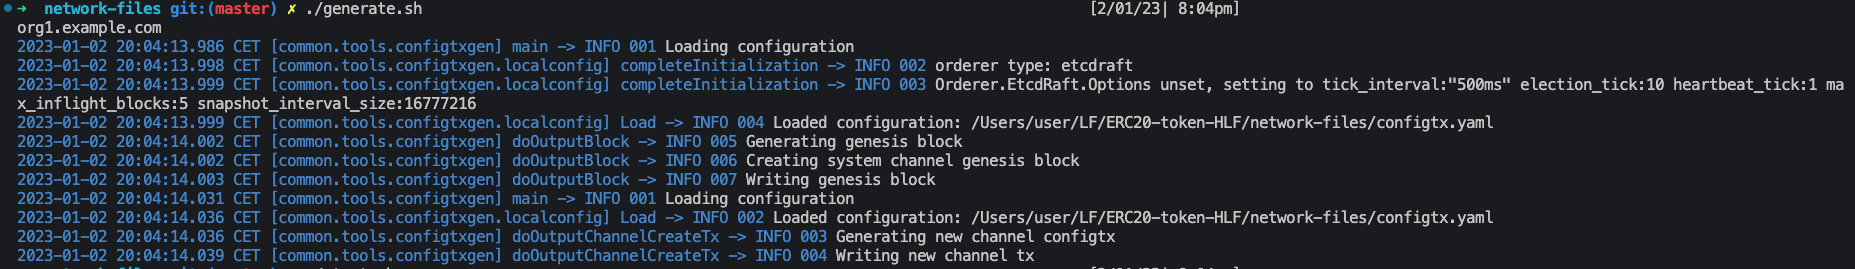 ➜ network-files git:(master) ✗ ./generate.sh [2/01/23| 8:04pm]
org1.example.com
2023-01-02 20:04:13.986 CET [common.tools.configtxgen] main -> INFO 001 Loading configuration
2023-01-02 20:04:13.998 CET [common.tools.configtxgen.localconfig] completeInitialization -> INFO 002 orderer type: etcdraft
2023-01-02 20:04:13.999 CET [common.tools.configtxgen.localconfig] completeInitialization -> INFO 003 Orderer.EtcdRaft.Options unset, setting to tick_interval:"500ms" election_tick:10 heartbeat_tick:1 ma
x_inflight_blocks:5 snapshot_interval_size:16777216
2023-01-02 20:04:13.999 CET [common.tools.configtxgen.localconfig] Load -> INFO 004 Loaded configuration: /Users/user/LF/ERC20-token-HLF/network-files/configtx.yaml
2023-01-02 20:04:14.002 CET [common.tools.configtxgen] doOutputBlock -> INFO 005 Generating genesis block
2023-01-02 20:04:14.002 CET [common.tools.configtxgen] doOutputBlock -> INFO 006 Creating system channel genesis block
2023-01-02 20:04:14.003 CET [common.tools.configtxgen] doOutputBlock -> INFO 007 Writing genesis block
2023-01-02 20:04:14.031 CET [common.tools.configtxgen] main -> INFO 001 Loading configuration
2023-01-02 20:04:14.036 CET [common.tools.configtxgen.localconfig] Load -> INFO 002 Loaded configuration: /Users/user/LF/ERC20-token-HLF/network-files/configtx.yaml
2023-01-02 20:04:14.036 CET [common.tools.configtxgen] doOutputChannelCreateTx -> INFO 003 Generating new channel configtx
2023-01-02 20:04:14.039 CET [common.tools.configtxgen] doOutputChannelCreateTx -> INFO 004 Writing new channel tx